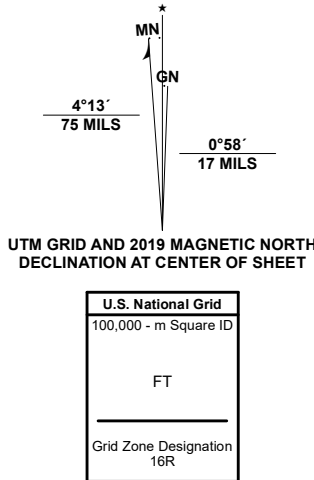 MN
GN
4°13´
75 MILS
0°58´
17 MILS
UTM GRID AND 2019 MAGNETIC NORTH
DECLINATION AT CENTER OF SHEET
U.S. National Grid
100,000 - m Square ID
FT
Grid Zone Designation
16R